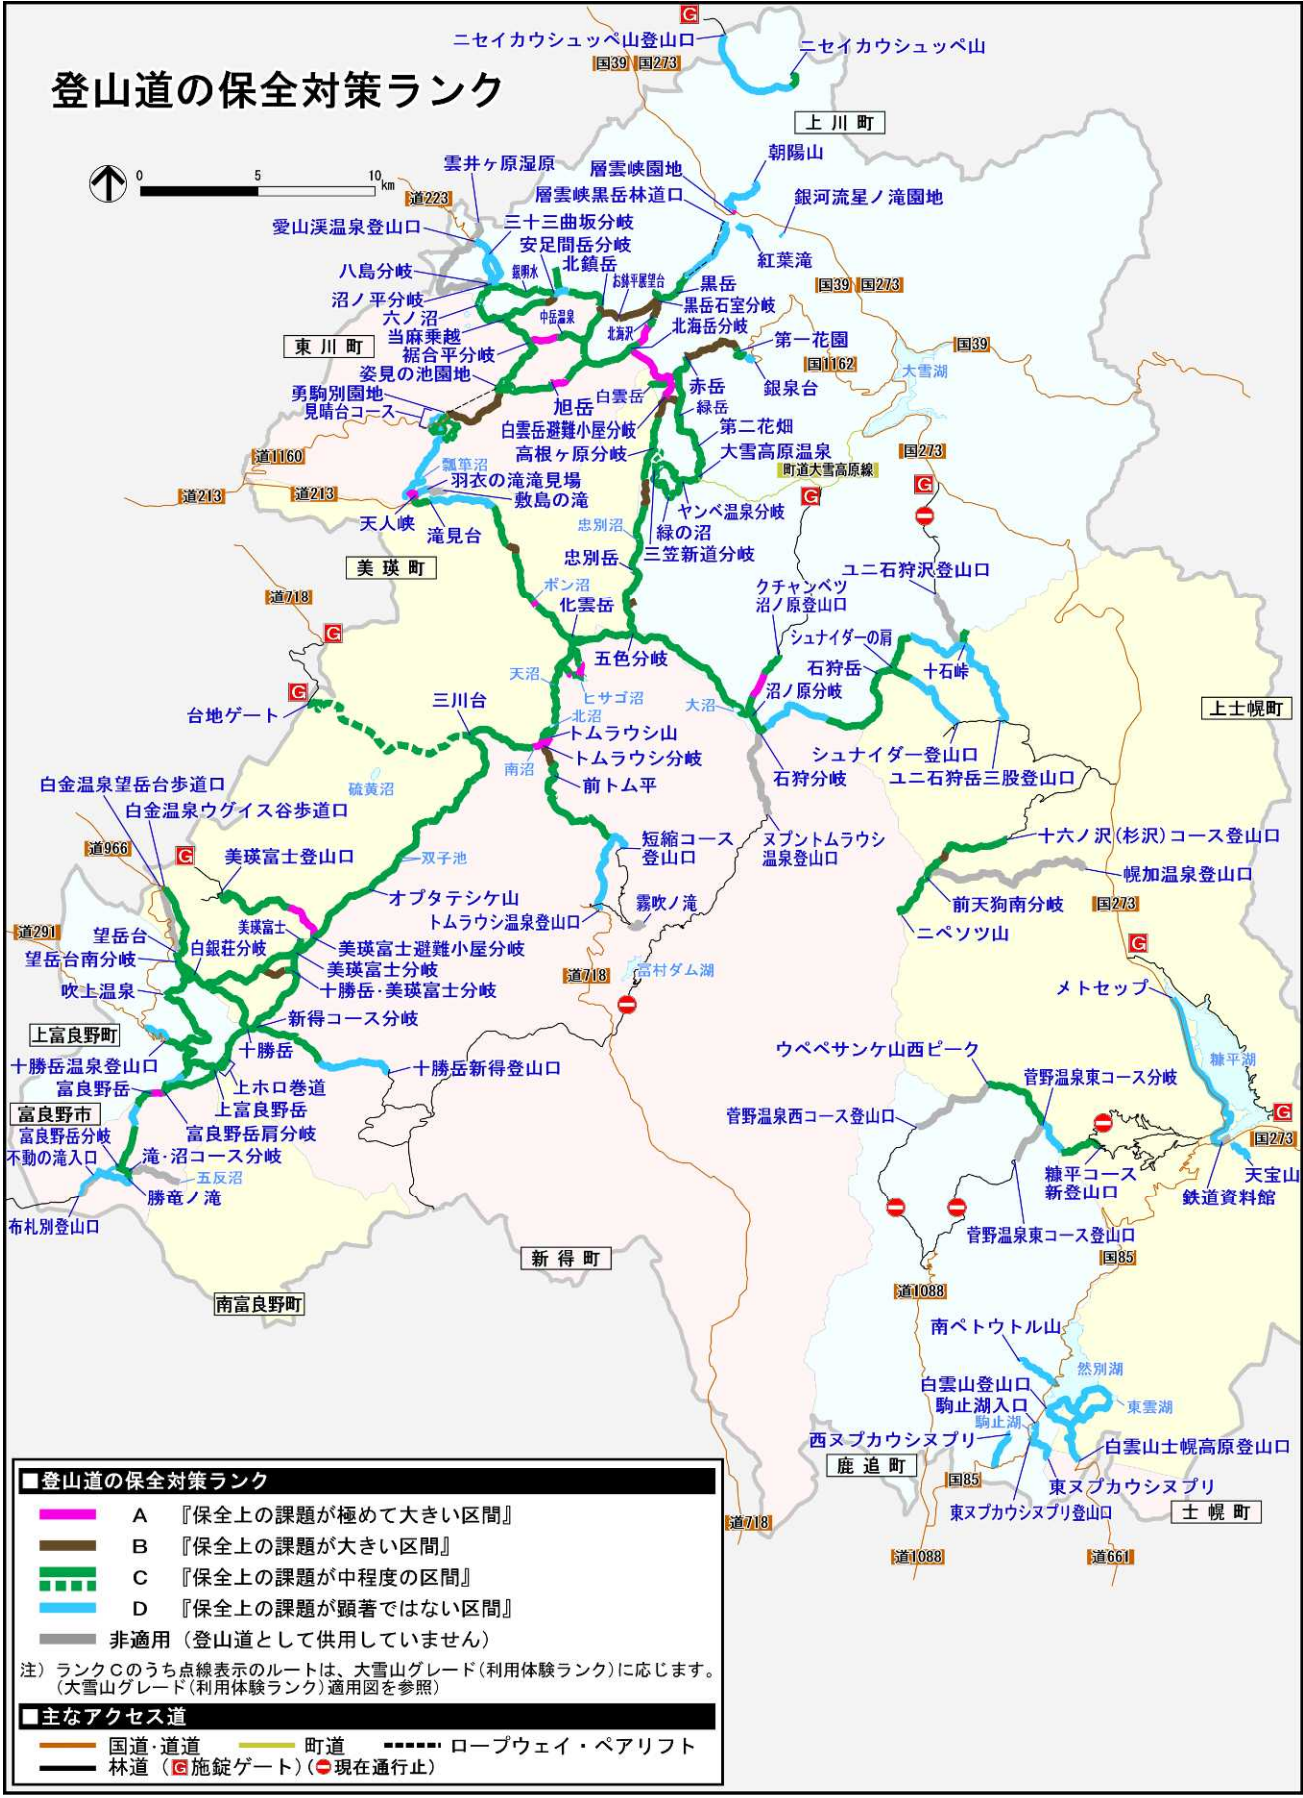 登山道の保全対策ランク
0 5 10 km
ニセイカウシュッペ山登山口
ニセイカウシュッペ山
国39
国273
上川町
雲井ヶ原湿原
層雲峡園地
朝陽山
層雲峡黒岳林道口
銀河流星ノ滝園地
道223
愛山渓温泉登山口
三十三曲坂分岐
安足間岳分岐
紅葉滝
八島分岐
銀明水
北鎮岳
お鉢平展望台
黒岳
国39
国273
沼ノ平分岐
黒岳石室分岐
六ノ沼
中岳温泉
北海沢
北海岳分岐
当麻乗越
東川町
裾合平分岐
第一花園
国39
国1162
姿見の池園地
銀泉台
大雪湖
勇駒別園地
旭岳
白雲岳
赤岳
見晴台コース
緑岳
白雲岳避難小屋分岐
第二花畑
高根ヶ原分岐
大雪高原温泉
国273
道1160
瓢箪沼
町道大雪高原線
羽衣の滝滝見場
道213
道213
敷島の滝
G
G
ヤンベ温泉分岐
天人峡
滝見台
忠別沼
緑の沼
三笠新道分岐
美瑛町
忠別岳
ユニ石狩沢登山口
ポン沼
クチャンベツ
沼ノ原登山口
道718
化雲岳
G
シュナイダーの肩
五色分岐
石狩岳
十石峠
天沼
沼ノ原分岐
G
ヒサゴ沼
三川台
大沼
上士幌町
台地ゲート
北沼
トムラウシ山
シュナイダー登山口
トムラウシ分岐
南沼
石狩分岐
ユニ石狩岳三股登山口
白金温泉望岳台歩道口
前トム平
硫黄沼
白金温泉ウグイス谷歩道口
短縮コース
登山口
ヌプントムラウシ
温泉登山口
十六ノ沢(杉沢)コース登山口
道966
G
美瑛富士登山口
双子池
幌加温泉登山口
オプタテシケ山
霧吹ノ滝
前天狗南分岐
国273
道291
美瑛富士
トムラウシ温泉登山口
望岳台
白銀荘分岐
美瑛富士避難小屋分岐
ニペソツ山
G
望岳台南分岐
美瑛富士分岐
道718
富村ダム湖
吹上温泉
十勝岳・美瑛富士分岐
メトセップ
上富良野町
新得コース分岐
十勝岳
ウペペサンケ山西ピーク
糠平湖
十勝岳温泉登山口
十勝岳新得登山口
菅野温泉東コース分岐
富良野岳
上ホロ巻道
菅野温泉西コース登山口
G
富良野市
上富良野岳
国273
富良野岳分岐
富良野岳肩分岐
不動の滝入口
滝・沼コース分岐
糠平コース
新登山口
天宝山
五反沼
勝竜ノ滝
鉄道資料館
布札別登山口
菅野温泉東コース登山口
新得町
国85
道1088
南富良野町
南ペトウトル山
然別湖
白雲山登山口
駒止湖入口
東雲湖
駒止湖
西ヌプカウシヌプリ
白雲山士幌高原登山口
鹿追町
国85
東ヌプカウシヌプリ
東ヌプカウシヌプリ登山口
士幌町
道718
道1088
道661
■登山道の保全対策ランク
A 『保全上の課題が極めて大きい区間』
B 『保全上の課題が大きい区間』
C 『保全上の課題が中程度の区間』
D 『保全上の課題が顕著ではない区間』
非適用(登山道として供用していません)
注) ランクCのうち点線表示のルートは、大雪山グレード(利用体験ランク)に応じます。
(大雪山グレード(利用体験ランク)適用図を参照)
■主なアクセス道
国道・道道 町道 ロープウェイ・ペアリフト
林道 (G施錠ゲート)(現在通行止)